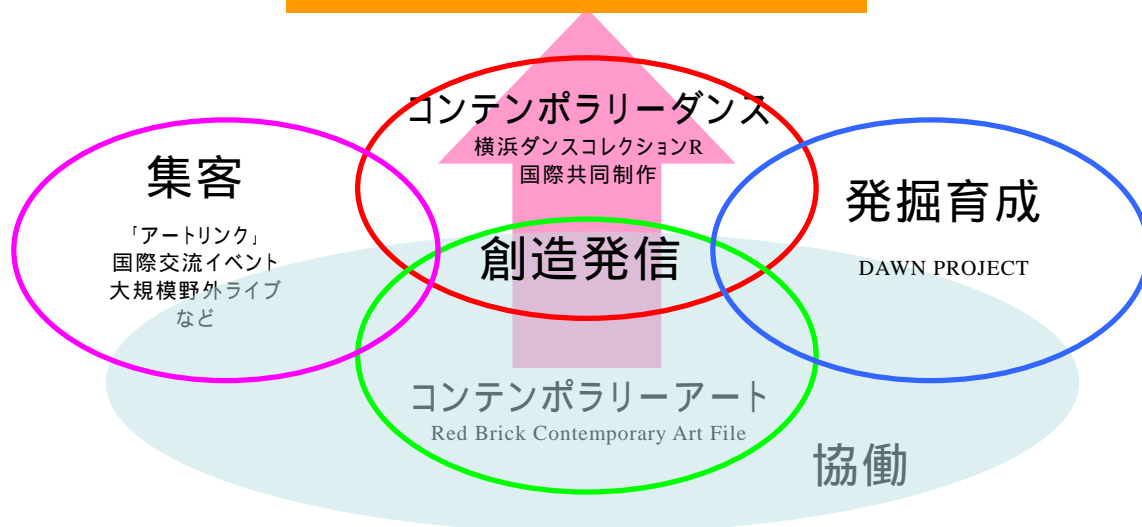 コンテンポラリーダンス
横浜ダンスコレクションR
国際共同制作
集客
「アートリンク」
国際交流イベント
大規模野外ライブ
など
創造発信
発掘育成
DAWN PROJECT
コンテンポラリーアート
Red Brick Contemporary Art File
協働